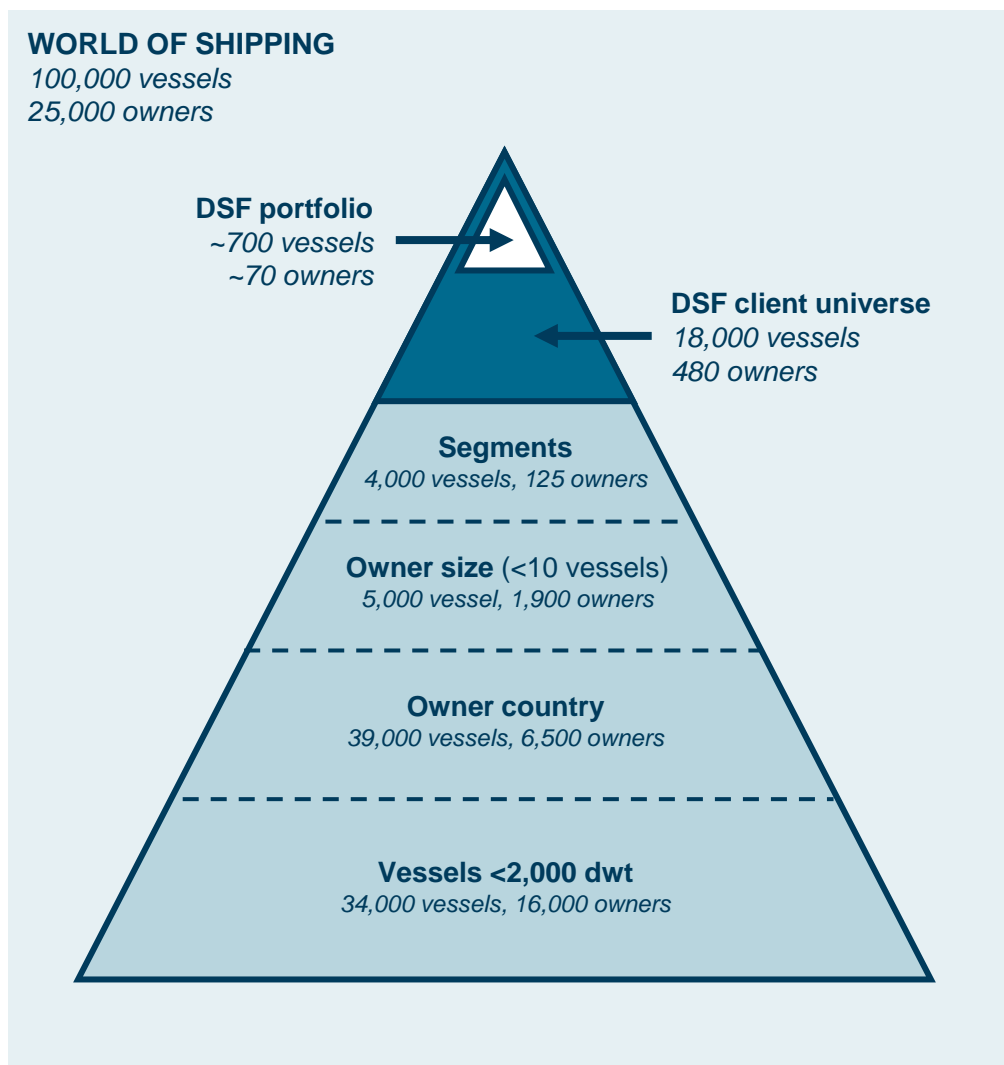 WORLD OF SHIPPING
100,000 vessels
25,000 owners
DSF portfolio
~700 vessels
~70 owners
DSF client universe
18,000 vessels
480 owners
Segments
4,000 vessels, 125 owners
Owner size (<10 vessels)
5,000 vessel, 1,900 owners
Owner country
39,000 vessels, 6,500 owners
Vessels <2,000 dwt
34,000 vessels, 16,000 owners